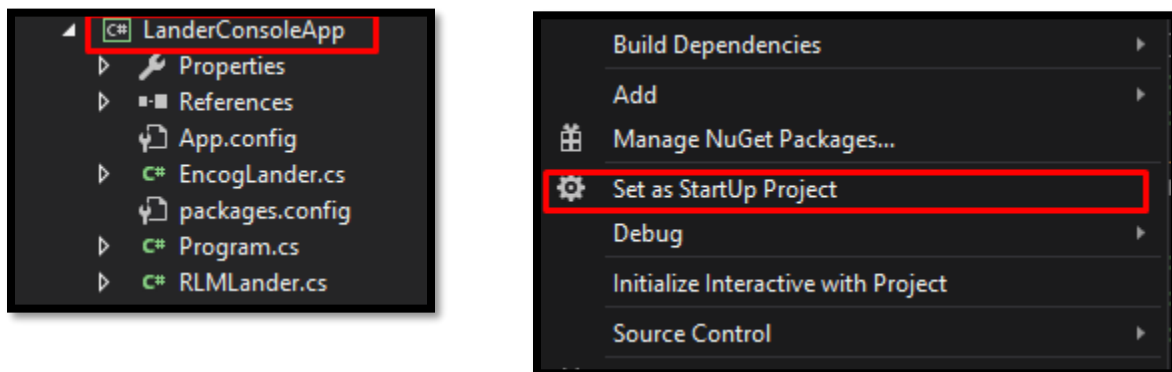 C# LanderConsoleApp
Properties
References
App.config
C# EncogLander.cs
packages.config
C# Program.cs
C# RLMLander.cs
Build Dependencies
Add
Manage NuGet Packages...
Set as StartUp Project
Debug
Initialize Interactive with Project
Source Control